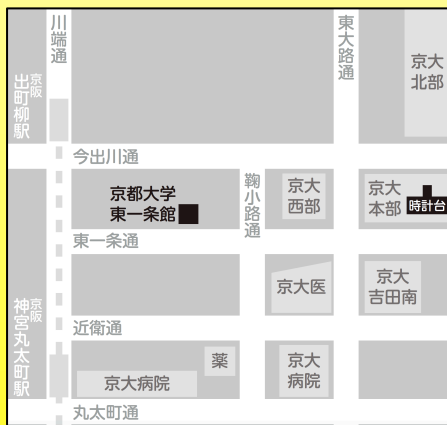 川端通
東大路通
京大
北部
京阪
出町柳駅
今出川通
京都大学
東一条館
鞠小路通
京大
西部
京大
本部
時計台
東一条通
京大医
京大
吉田南
京阪
神宮丸太町駅
近衛通
薬
京大病院
京大
病院
丸太町通